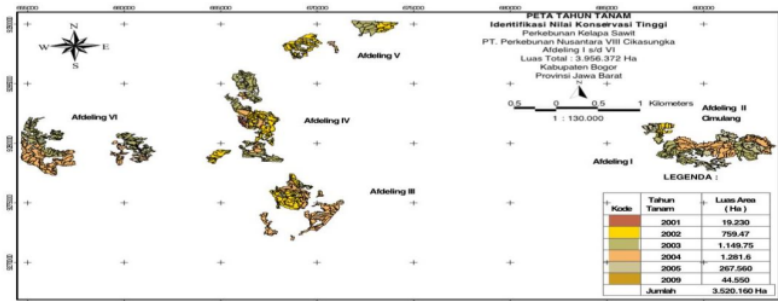 PETA TAHUN TANAM
Identifikasi Nilai Konservasi Tinggi
Perkebunan Kelapa Sawit
PT. Perkebunan Nusantara VIII Cikasungka
Afdeling I s/d VI
Luas Total : 3.956.372 Ha
Kabupaten Bogor
Provinsi Jawa Barat
N
0.5 0 0.5 1 Kilometers
1 : 130.000
N
W E
S
Afdeling V
Afdeling VI
Afdeling IV
Afdeling II
Cimulang
Afdeling I
Afdeling III
LEGENDA :
Kode Tahun Tanam Luas Area ( Ha )
2001 19.230
2002 759.47
2003 1.149.75
2004 1.281.6
2005 267.560
2009 44.550
Jumlah 3.520.160 Ha